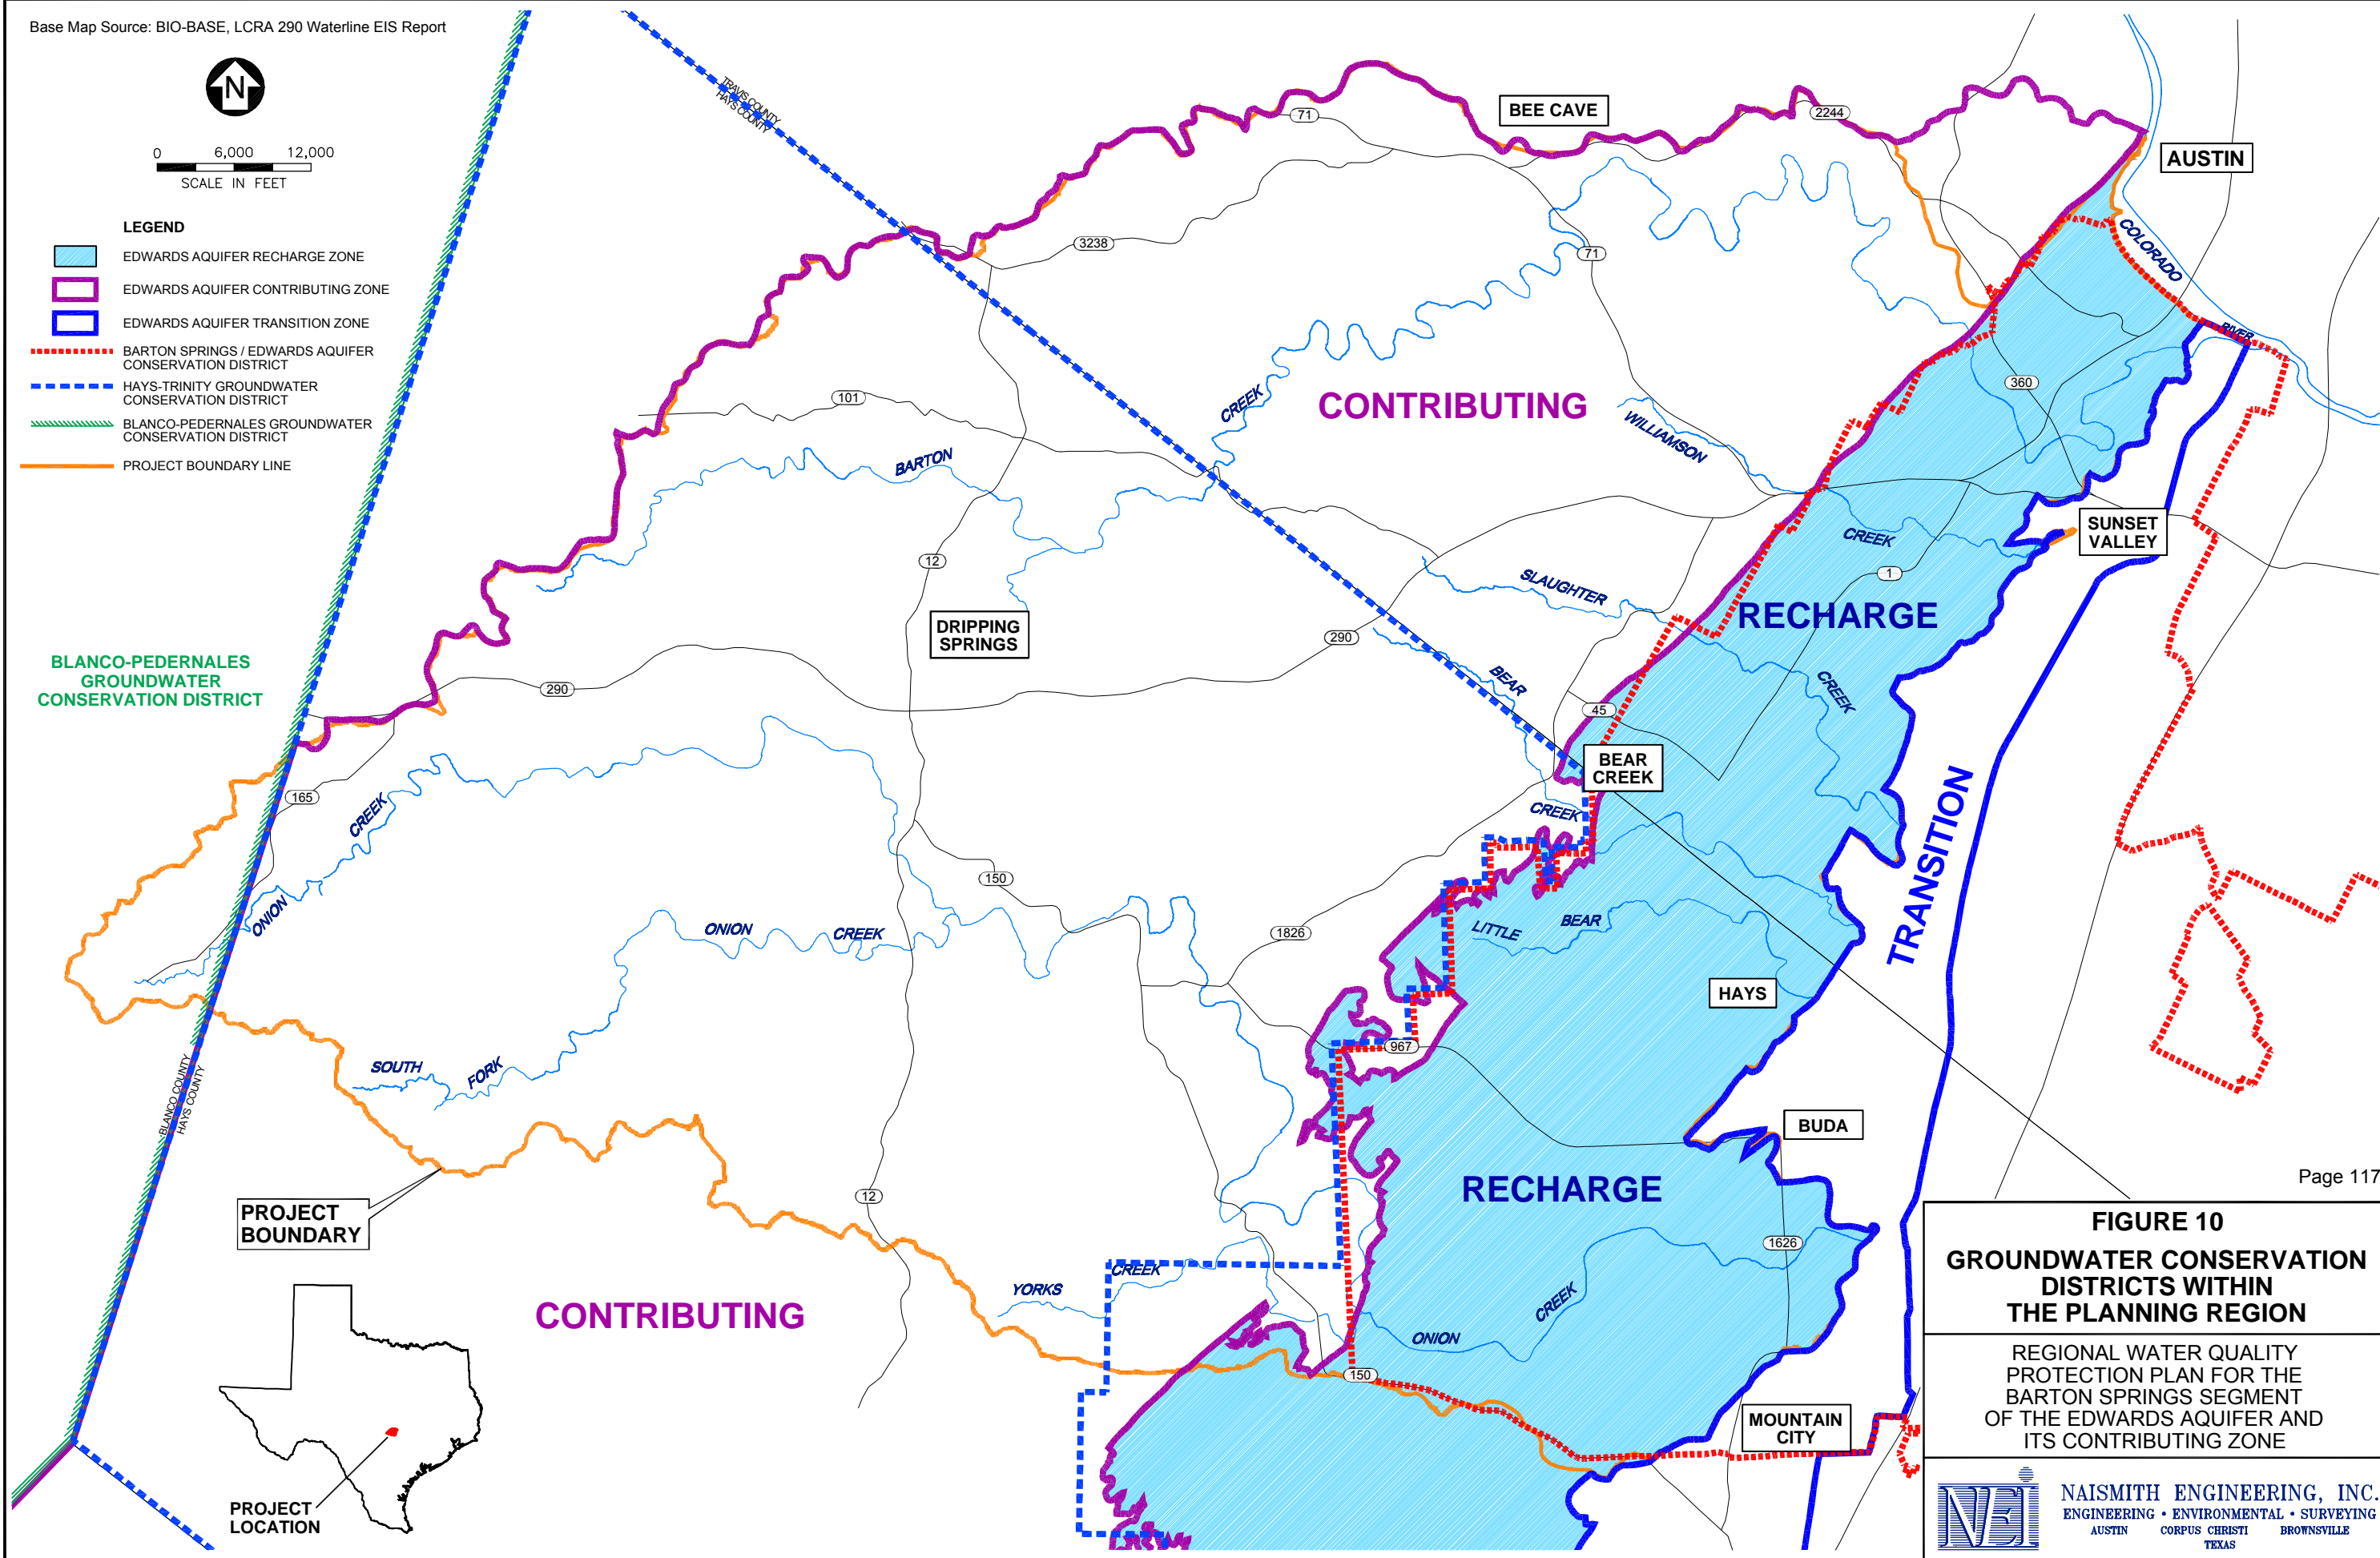 Base Map Source: BIO-BASE, LCRA 290 Waterline EIS Report
N
0 6,000 12,000
SCALE IN FEET
LEGEND
EDWARDS AQUIFER RECHARGE ZONE
EDWARDS AQUIFER CONTRIBUTING ZONE
EDWARDS AQUIFER TRANSITION ZONE
BARTON SPRINGS / EDWARDS AQUIFER
CONSERVATION DISTRICT
HAYS-TRINITY GROUNDWATER
CONSERVATION DISTRICT
BLANCO-PEDERNALES GROUNDWATER
CONSERVATION DISTRICT
PROJECT BOUNDARY LINE
TRAVIS COUNTY
HAYS COUNTY
71
BEE CAVE
2244
AUSTIN
3238
71
COLORADO
RIVER
360
101
CREEK
CONTRIBUTING
WILLIAMSON
BARTON
12
CREEK
SUNSET
VALLEY
1
SLAUGHTER
RECHARGE
DRIPPING
SPRINGS
290
BLANCO-PEDERNALES
GROUNDWATER
CONSERVATION DISTRICT
290
BEAR
CREEK
45
BEAR
CREEK
165
CREEK
CREEK
TRANSITION
150
ONION
ONION
CREEK
1826
LITTLE
BEAR
HAYS
967
SOUTH
FORK
BLANCO COUNTY
HAYS COUNTY
BUDA
PROJECT
BOUNDARY
12
RECHARGE
1626
YORKS
CREEK
CREEK
CONTRIBUTING
ONION
150
MOUNTAIN
CITY
PROJECT
LOCATION
Page 117
FIGURE 10
GROUNDWATER CONSERVATION
DISTRICTS WITHIN
THE PLANNING REGION
REGIONAL WATER QUALITY
PROTECTION PLAN FOR THE
BARTON SPRINGS SEGMENT
OF THE EDWARDS AQUIFER AND
ITS CONTRIBUTING ZONE
NEI
NAISMITH ENGINEERING, INC.
ENGINEERING • ENVIRONMENTAL • SURVEYING
AUSTIN CORPUS CHRISTI BROWNSVILLE
TEXAS